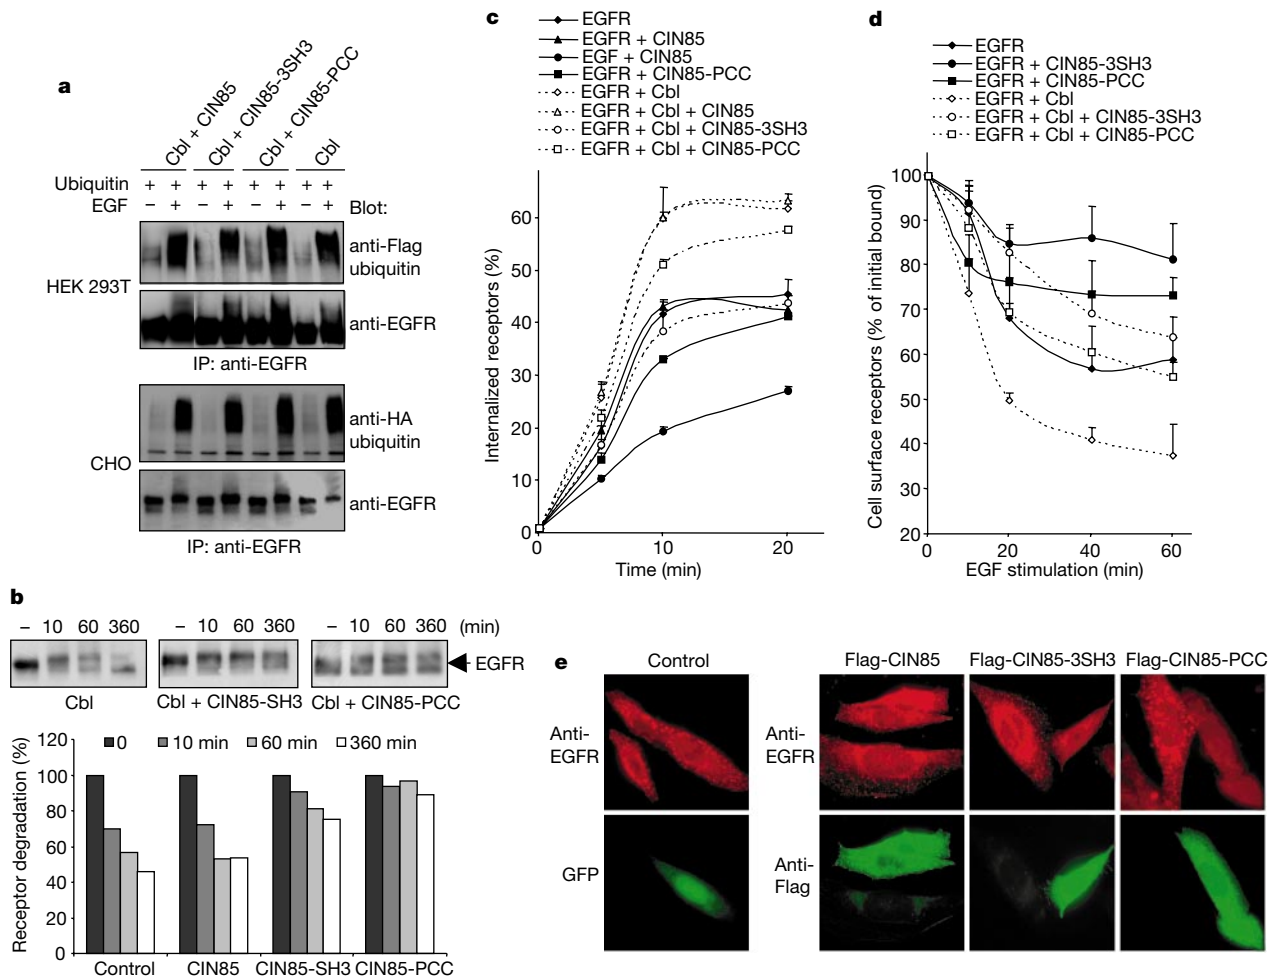 a
Cbl + CIN85
Cbl + CIN85-3SH3
Cbl + CIN85-PCC
Cbl
Ubiquitin + + + + + + + +
EGF – + – + – + – + Blot:
anti-Flag
ubiquitin
HEK 293T
anti-EGFR
IP: anti-EGFR
anti-HA
ubiquitin
CHO
anti-EGFR
IP: anti-EGFR
b
– 10 60 360 – 10 60 360 – 10 60 360 (min)
EGFR
Cbl Cbl + CIN85-SH3 Cbl + CIN85-PCC
Receptor degradation (%)
120
100
80
60
40
20
0
0 10 min 60 min 360 min
Control CIN85 CIN85-SH3 CIN85-PCC
c
EGFR
EGFR + CIN85
EGF + CIN85
EGFR + CIN85-PCC
EGFR + Cbl
EGFR + Cbl + CIN85
EGFR + Cbl + CIN85-3SH3
EGFR + Cbl + CIN85-PCC
Internalized receptors (%)
60
50
40
30
20
10
0
0 10 20
Time (min)
d
EGFR
EGFR + CIN85-3SH3
EGFR + CIN85-PCC
EGFR + Cbl
EGFR + Cbl + CIN85-3SH3
EGFR + Cbl + CIN85-PCC
Cell surface receptors (% of initial bound)
100
90
80
70
60
50
40
30
20
0 20 40 60
EGF stimulation (min)
e
Control Flag-CIN85 Flag-CIN85-3SH3 Flag-CIN85-PCC
Anti-
EGFR
Anti-
EGFR
GFP
Anti-
Flag